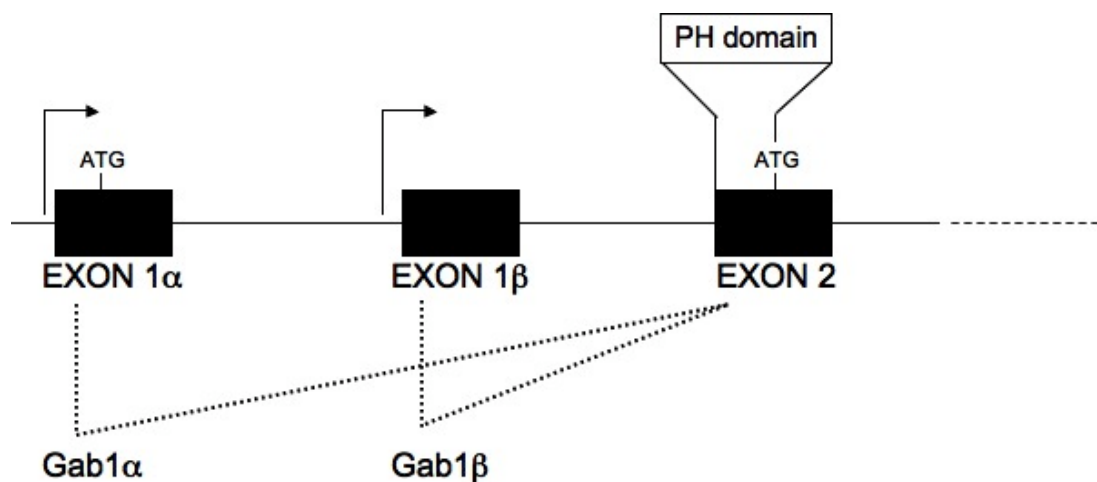 PH domain
ATG
ATG
EXON 1α
EXON 1β
EXON 2
Gab1α
Gab1β